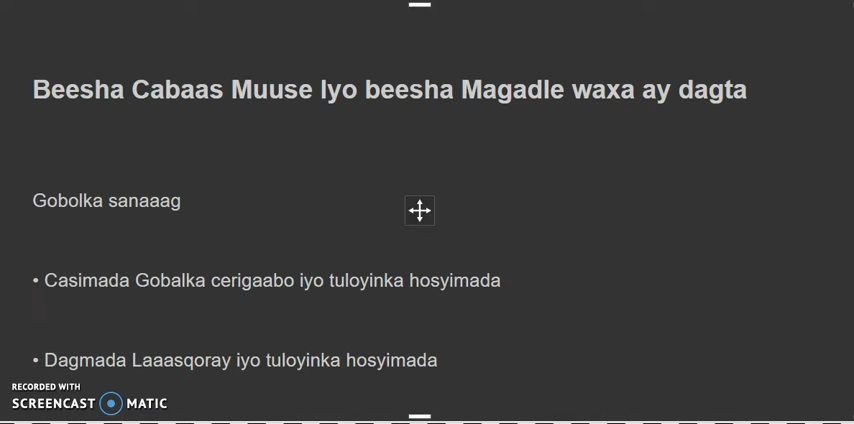 Beesha Cabaas Muuse Iyo beesha Magadle waxa ay dagta
Gobolka sanaaag
• Casimada Gobalka cerigaabo iyo tuloyinka hosyimada
• Dagmada Laaasqoray iyo tuloyinka hosyimada
RECORDED WITH
SCREENCAST MATIC